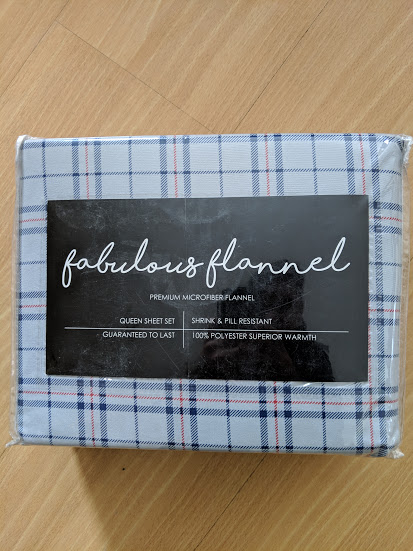 fabulous flannel
PREMIUM MICROFIBER FLANNEL
QUEEN SHEET SET
SHRINK & PILL RESISTANT
GUARANTEED TO LAST
100% POLYESTER SUPERIOR WARMTH